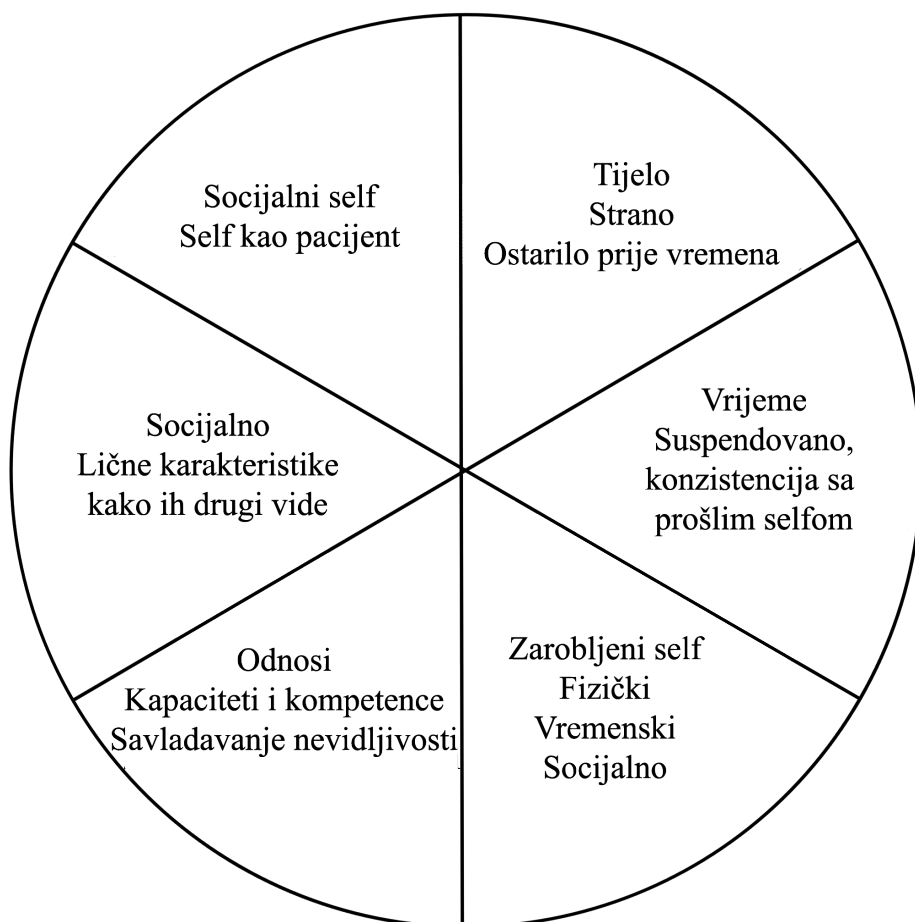 Socijalni self
Self kao pacijent
Tijelo
Strano
Ostarilo prije vremena
Vrijeme
Suspendovano,
konzistencija sa
prošlim selfom
Zarobljeni self
Fizički
Vremenski
Socijalno
Odnosi
Kapaciteti i kompetence
Savladavanje nevidljivosti
Socijalno
Lične karakteristike
kako ih drugi vide